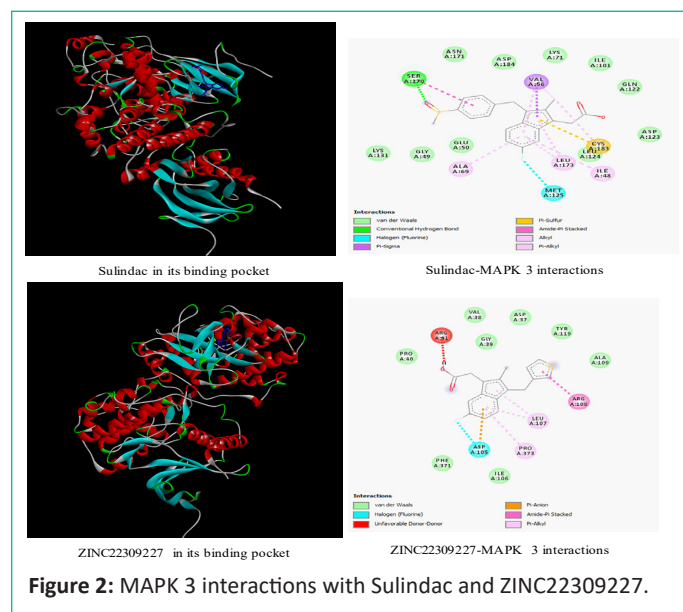 ASN
A:171
ASP
A:184
LYS
A:71
ILE
A:101
SER
A:170
VAL
A:56
GLN
A:122
ASP
A:123
CYS
A:183
LEU
A:124
LYS
A:131
GLY
A:49
GLU
A:50
ALA
A:69
LEU
A:173
ILE
A:48
MET
A:125
Interactions
van der Waals
Conventional Hydrogen Bond
Halogen (Fluorine)
Pi-Sigma
Pi-Sulfur
Amide-Pi Stacked
Alkyl
Pi-Alkyl
Sulindac in its binding pocket
Sulindac-MAPK 3 interactions
VAL
A:38
ASP
A:37
TYR
A:119
ARG
GLY
A:39
PRO
A:40
ALA
A:109
ARG
A:108
LEU
A:107
ASP
A:105
PRO
A:373
PHE
A:371
ILE
A:106
Interactions
van der Waals
Halogen (Fluorine)
Unfavorable Donor-Donor
Pi-Anion
Amide-Pi Stacked
Pi-Alkyl
ZINC22309227 in its binding pocket
ZINC22309227-MAPK 3 interactions
Figure 2: MAPK 3 interactions with Sulindac and ZINC22309227.